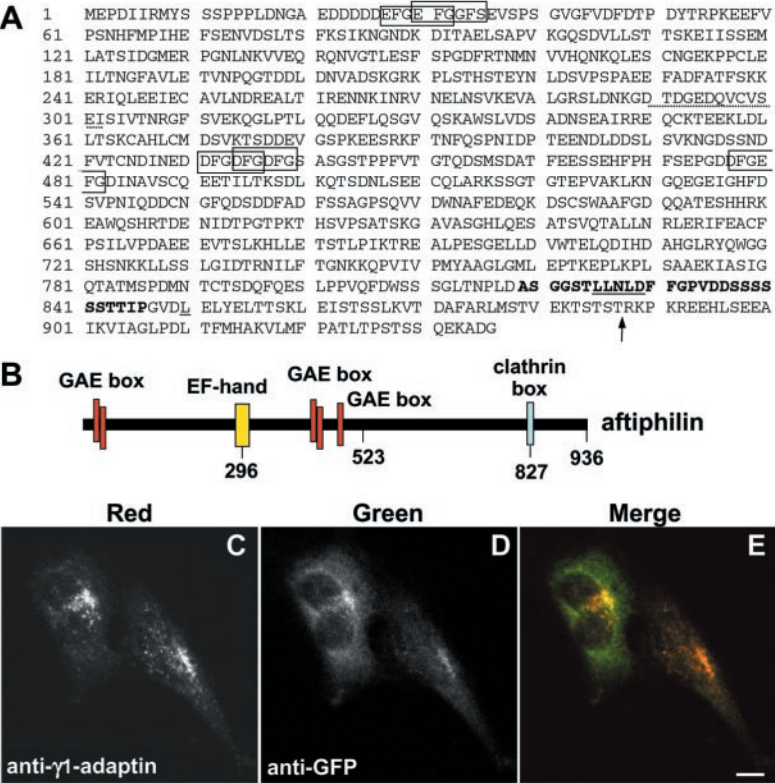 A
1 MEPDIIRMYS SSPPPLDNGA EDDDDDEFGE FGGFSEVSPS GVGFVDFDTP DYTRPKEEFV
61 PSNHFMPIHE FSENVDSLTS FKSIKNGNDK DITAELSAPV KGQSDVLLST TSKEIISSEM
121 LATSIDGMER PGNLNKVVEQ RQNVGTLESF SPGDFRTNMN VVHQNKQLES CNGEKPPCLE
181 ILTNGFAVLE TVNPQGTDDL DNVADSKGRK PLSTHSTEYN LDSVPSPAEE FADFATFSKK
241 ERIQLEEIEC AVLNDREALT IRENNKINRV NELNSVKEVA LGRSLDNKGD TDGEDQVCVS
301 EISIVTNRGF SVEKQGLPTL QQDEFLQSGV QSKAWSLVDS ADNSEAIRRE QCKTEEKLDL
361 LTSKCAHLCM DSVKTSDDEV GSPKEESRKF TNFQSPNIDP TEENDLDDSL SVKNGDSSND
421 FVTCNDINED DFGDFGDFGS ASGSTPPFVT GTQDSMSDAT FEESSEHFPH FSEPGDDFGE
481 FGDINAVSCQ EETILTKSDL KQTSDNLSEE CQLARKSSGT GTEPVAKLKN GQEGEIGHFD
541 SVPNIQDDCN GFQDSDDFAD FSSAGPSQVV DWNAFEDEQK DSCSWAAFGD QQATESHHRK
601 EAWQSHRTDE NIDTPGTPKT HSVPSATSKG AVASGHLQES ATSVQTALLN RLERIFEACF
661 PSILVPDAEE EVTSLKHLLE TSTLPIKTRE ALPESGELLD VWTELQDIHD AHGLRYQWGG
721 SHSNKKLLSS LGIDTRNILF TGNKKQPVIV PMYAAGLGML EPTKEPLKPL SAAEKIASIG
781 QTATMSPDMN TCTSDQFQES LPPVQFDWSS SGLTNPLDAS GGSTLLNLDF FGPVDDSSSS
841 SSTTIPGVDL ELYELTTSKL EISTSSLKVT DAFARLMSTV EKTSTSTRKP KREEHLSEEA
901 IKVIAGLPDL TFMHAKVLMF PATLTPSTSS QEKADG
B
GAE box EF-hand GAE box GAE box clathrin box aftiphilin
296 523 827 936
Red Green Merge
C D E
anti-γ1-adaptin anti-GFP